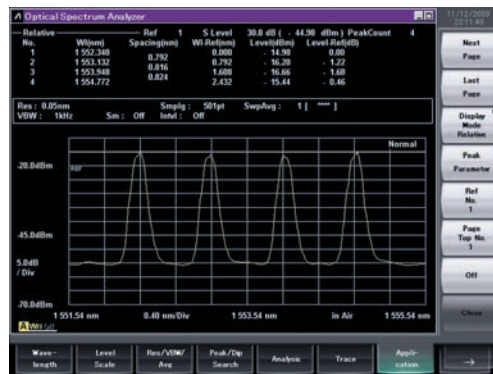 Optical Spectrum Analyzer
11/12/2009
22:11:48
Relative Ref 1 S Level 30.0 dB ( - 44.98 dBm ) PeakCount 4
No. Wl(nm) Spacing(nm) Wl-Ref(nm) Level(dBm) Level-Ref(dB)
1 1 552.340 0.000 - 14.98 0.00
0.792
2 1 553.132 0.792 - 16.20 - 1.22
0.816
3 1 553.948 1.608 - 16.66 - 1.68
0.824
4 1 554.772 2.432 - 15.44 - 0.46
Res : 0.05nm Smplg : 501pt SwpAvg : 1 [ **** ]
VBW : 1kHz Sm : Off Intvl : Off
Normal
-20.0dBm
REF
-45.0dBm
5.0dB
/ Div
-70.0dBm
1 551.54 nm 0.40 nm/Div 1 553.54 nm in Air 1 555.54 nm
A
Next
Page
Last
Page
Display
Mode
Relative
Peak
Parameter
Ref
No.
1
Page
Top No.
1
Off
Close
Wave-
length
Level
Scale
Res/VBW/
Avg
Peak/Dip
Search
Analysis
Trace
Appli-
cation
→